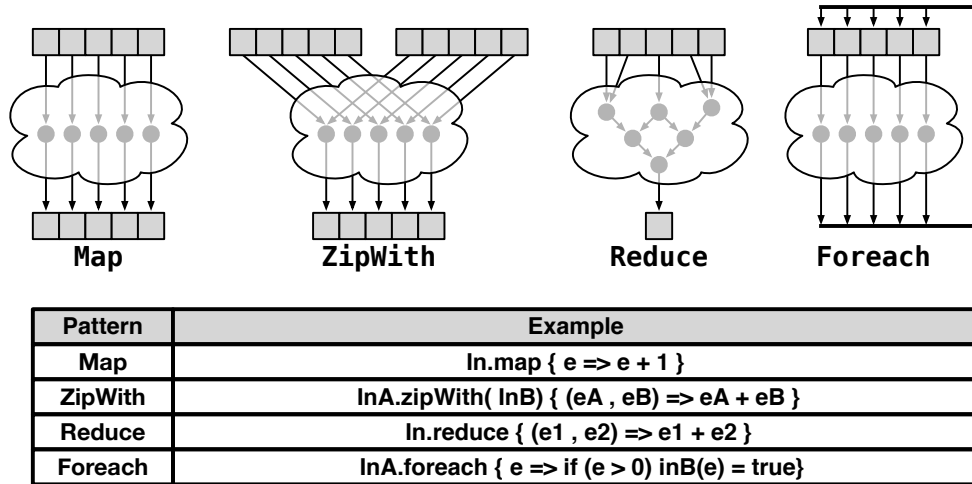 Map ZipWith Reduce Foreach
Pattern Example
Map In.map { e => e + 1 }
ZipWith InA.zipWith( InB) { (eA , eB) => eA + eB }
Reduce In.reduce { (e1 , e2) => e1 + e2 }
Foreach InA.foreach { e => if (e > 0) inB(e) = true}